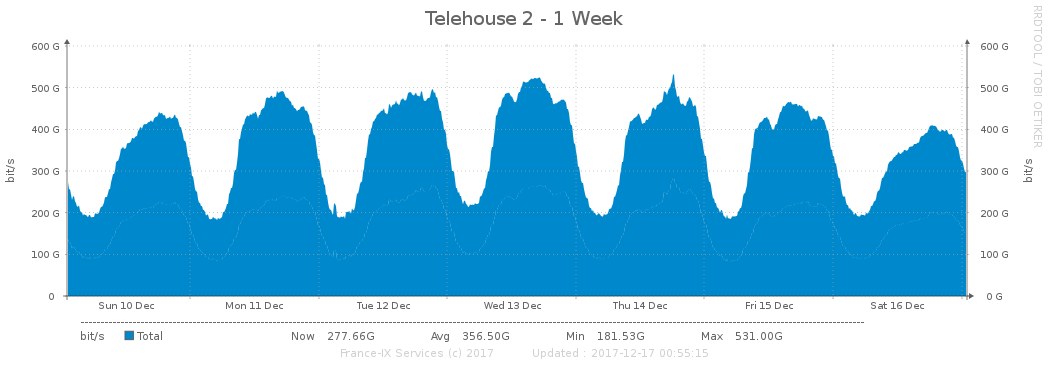 Telehouse 2 - 1 Week
RRDTOOL / TOBI OETIKER
600 G 600 G
500 G 500 G
400 G 400 G
300 G 300 G
200 G 200 G
100 G 100 G
0 0 G
bit/s
bit/s
Sun 10 Dec Mon 11 Dec Tue 12 Dec Wed 13 Dec Thu 14 Dec Fri 15 Dec Sat 16 Dec
bit/s Total Now 277.66G Avg 356.50G Min 181.53G Max 531.00G
France-IX Services (c) 2017 Updated : 2017-12-17 00:55:15